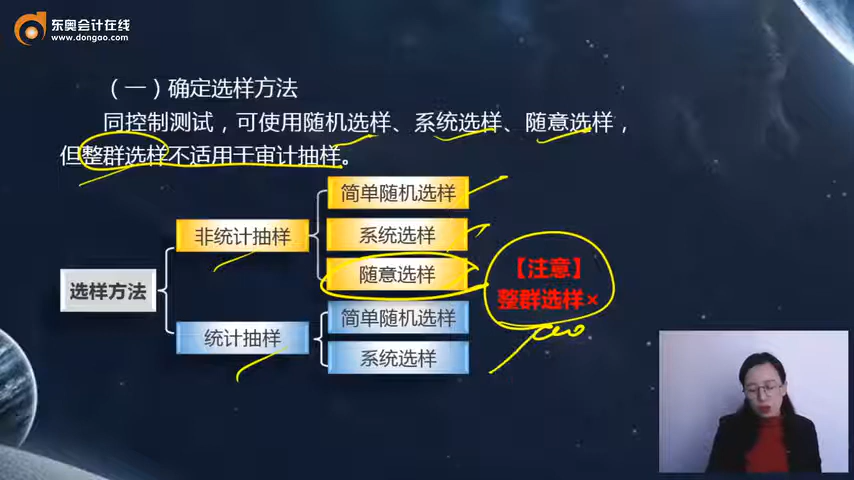 东奥会计在线
www.dongao.com
（一）确定选样方法
同控制测试，可使用随机选样、系统选样、随意选样，
但整群选样不适用于审计抽样。
选样方法
非统计抽样
简单随机选样
系统选样
随意选样
统计抽样
简单随机选样
系统选样
【注意】
整群选样×